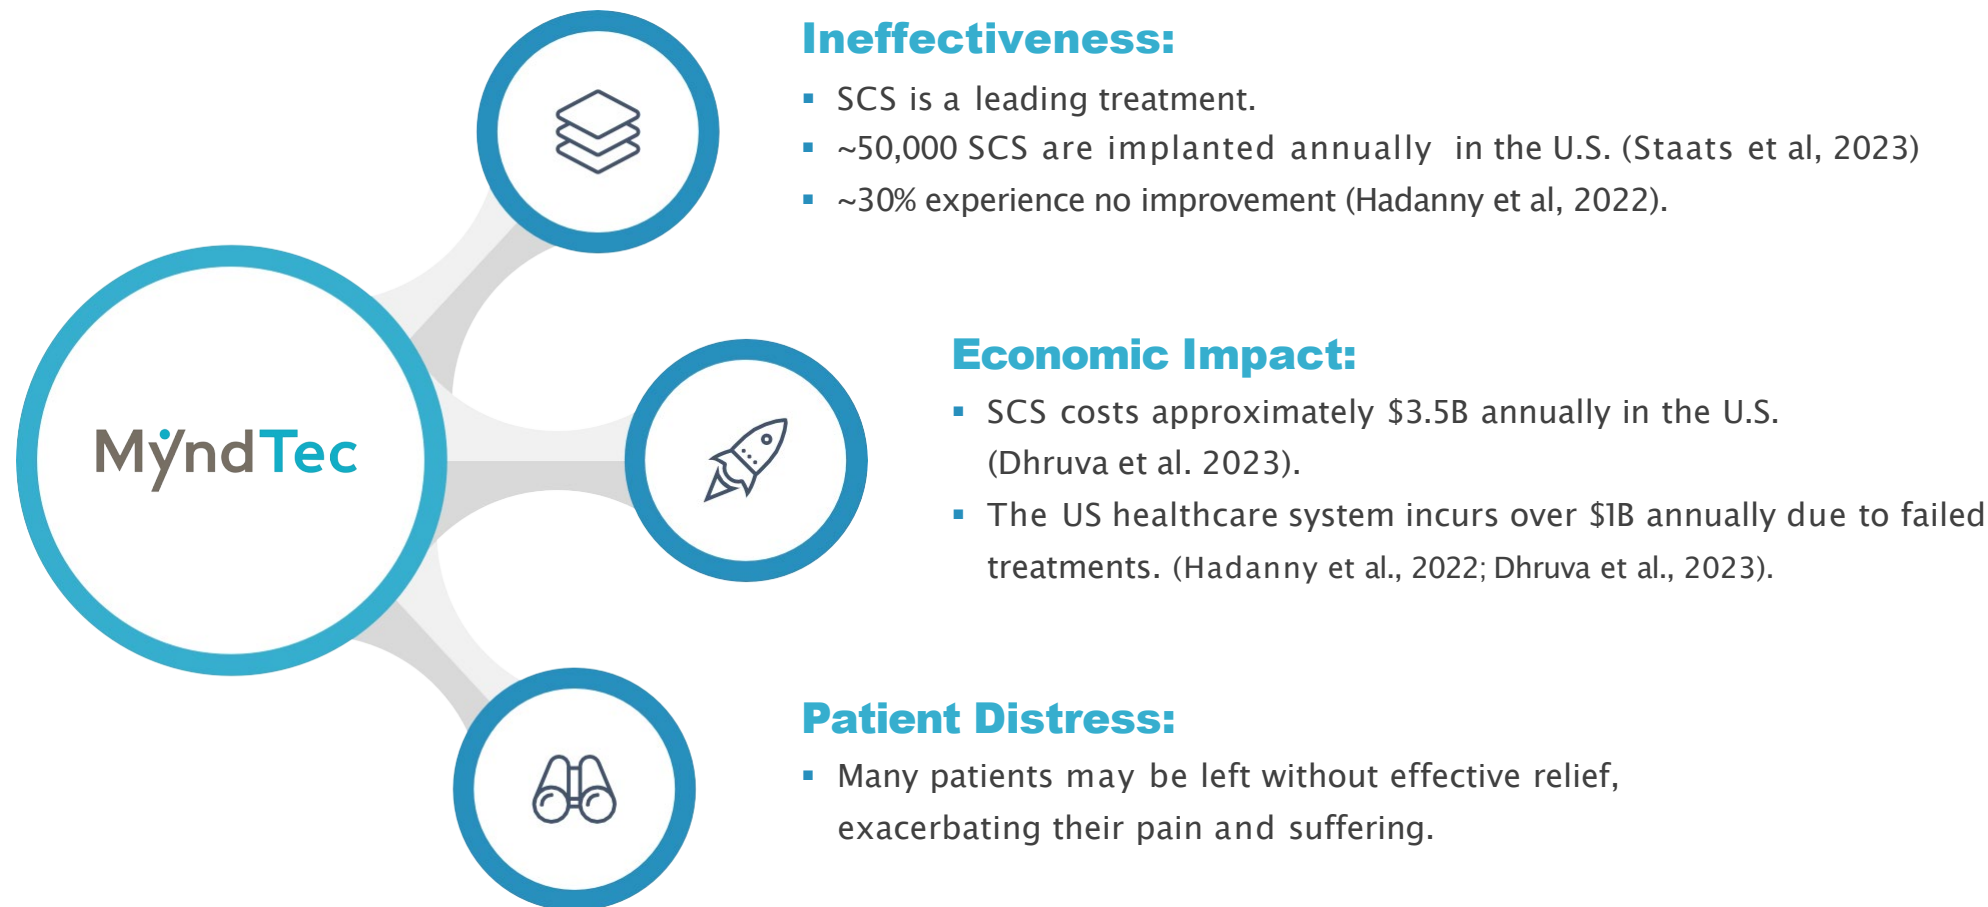 MyndTec
Ineffectiveness:
▪ SCS is a leading treatment.
▪ ~50,000 SCS are implanted annually in the U.S. (Staats et al, 2023)
▪ ~30% experience no improvement (Hadanny et al, 2022).
Economic Impact:
▪ SCS costs approximately $3.5B annually in the U.S.
(Dhruva et al. 2023).
▪ The US healthcare system incurs over $1B annually due to failed
treatments. (Hadanny et al., 2022; Dhruva et al., 2023).
Patient Distress:
▪ Many patients may be left without effective relief,
exacerbating their pain and suffering.